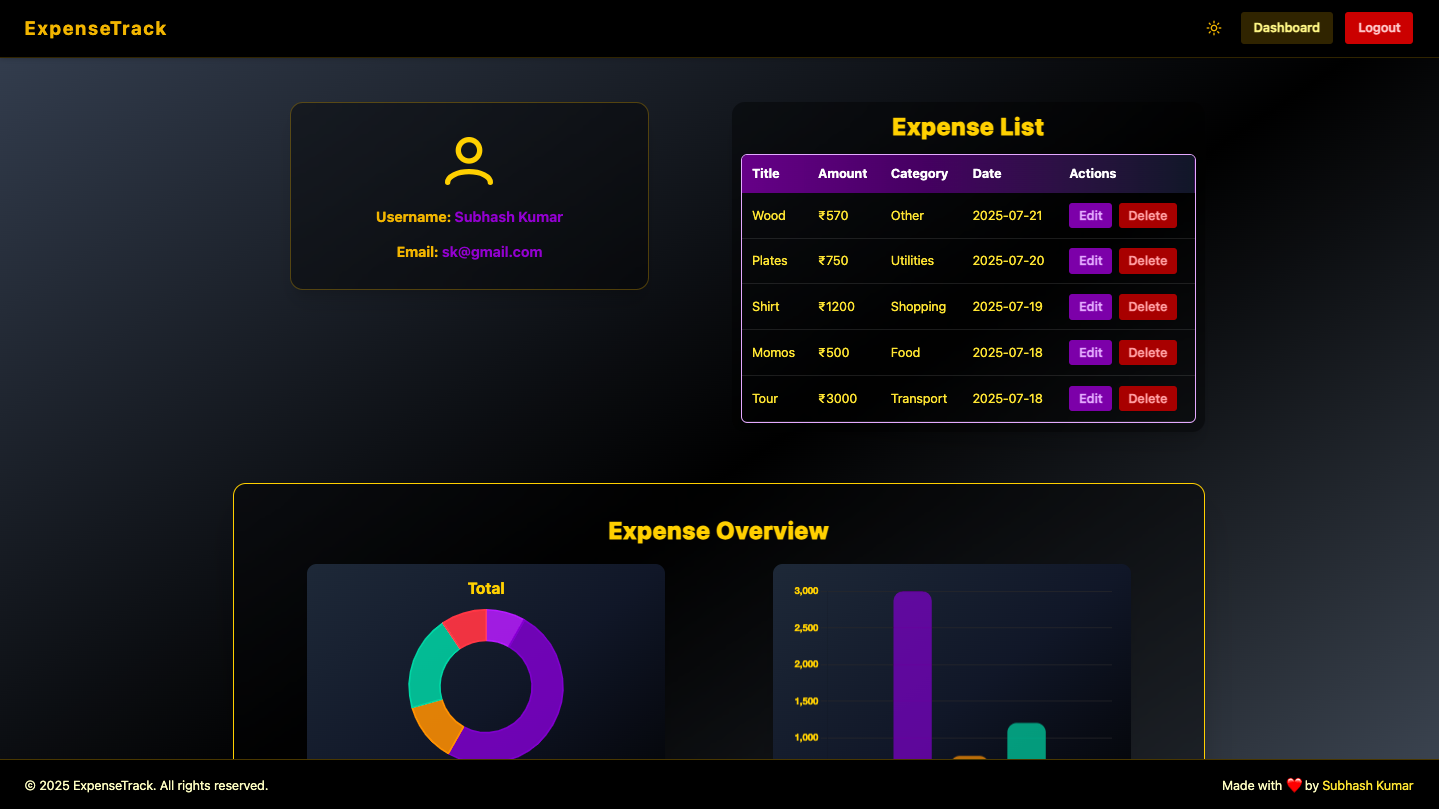 ExpenseTrack
Dashboard Logout
Username: Subhash Kumar
Email: sk@gmail.com
Expense List
Title Amount Category Date Actions
Wood ₹570 Other 2025-07-21 Edit Delete
Plates ₹750 Utilities 2025-07-20 Edit Delete
Shirt ₹1200 Shopping 2025-07-19 Edit Delete
Momos ₹500 Food 2025-07-18 Edit Delete
Tour ₹3000 Transport 2025-07-18 Edit Delete
Expense Overview
Total
3,000
2,500
2,000
1,500
1,000
© 2025 ExpenseTrack. All rights reserved.
Made with ❤️ by Subhash Kumar